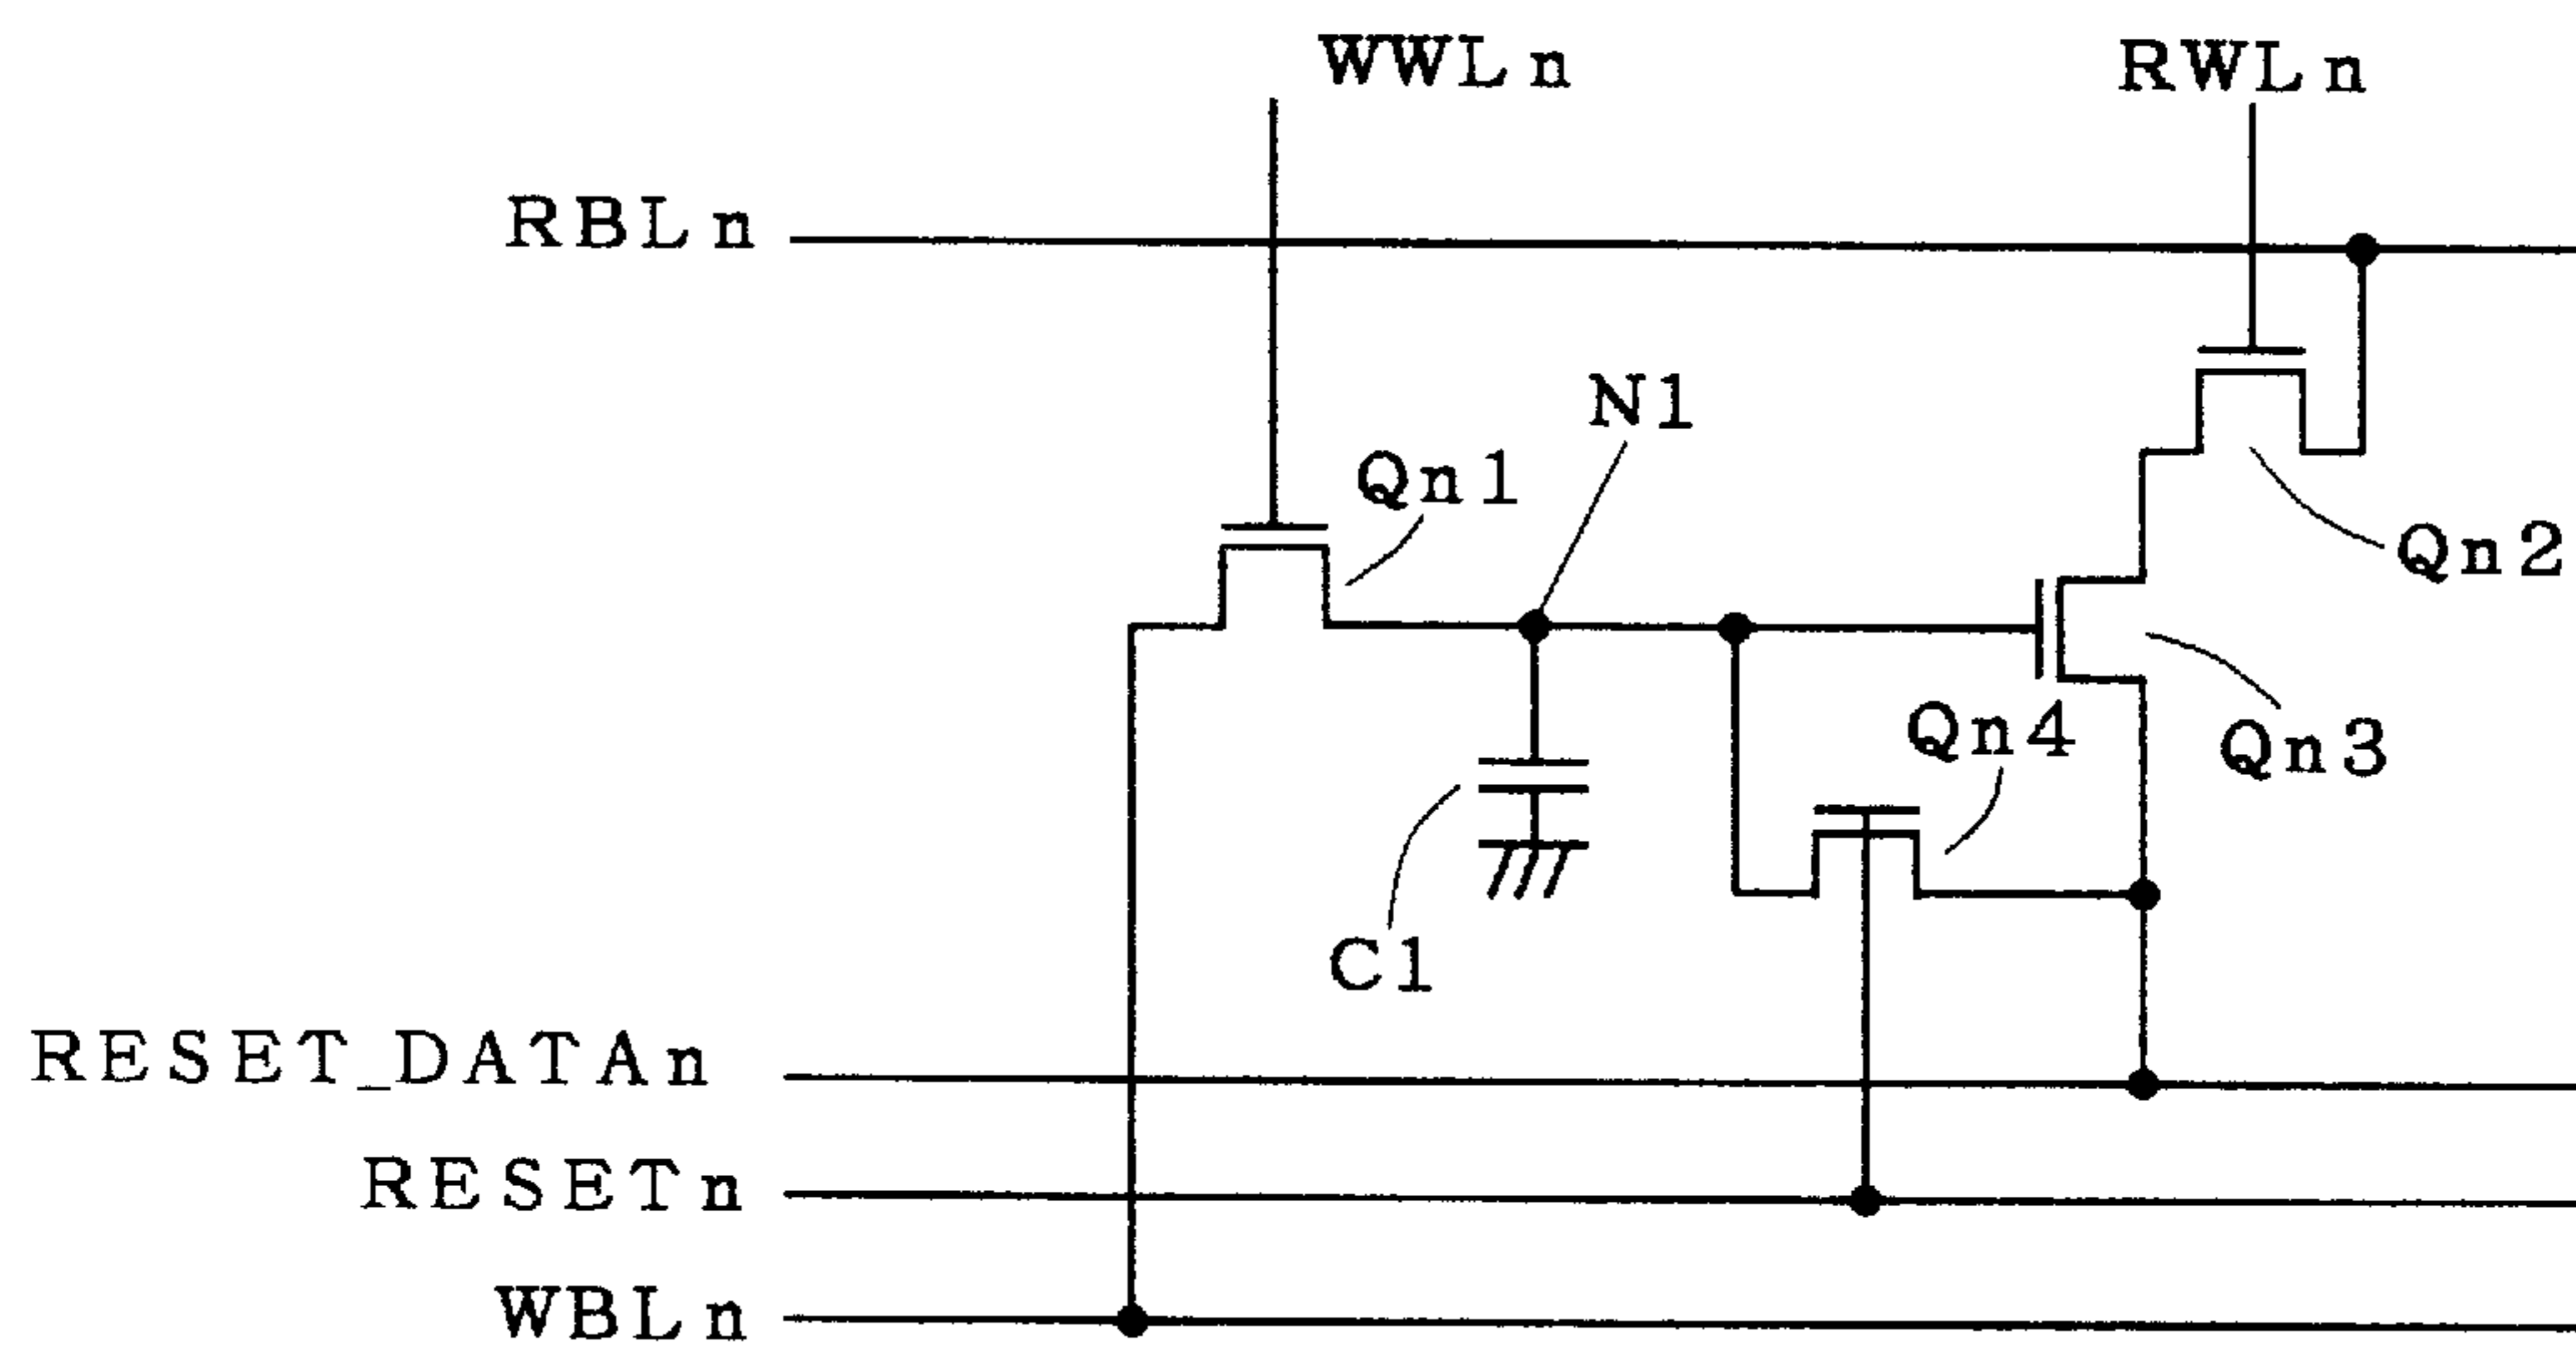 WWLn
RWLn
RBLn
N1
Qn1
Qn2
Qn4
Qn3
C1
RESET_DATAn
RESETn
WBLn